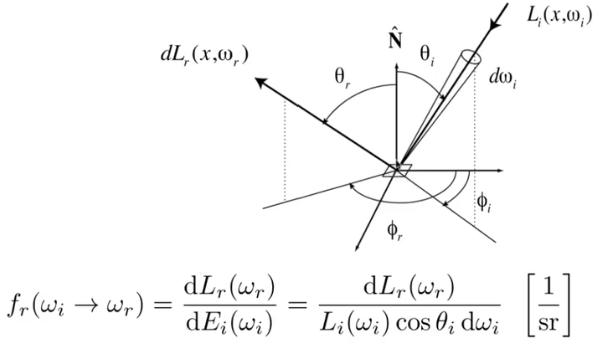 L_i(x,ω_i)
N̂
dL_r(x,ω_r)
θ_r
θ_i
dω_i
ϕ_i
ϕ_r
f_r(ω_i → ω_r) = dL_r(ω_r) / dE_i(ω_i) = dL_r(ω_r) / L_i(ω_i) cos θ_i dω_i [1/sr]